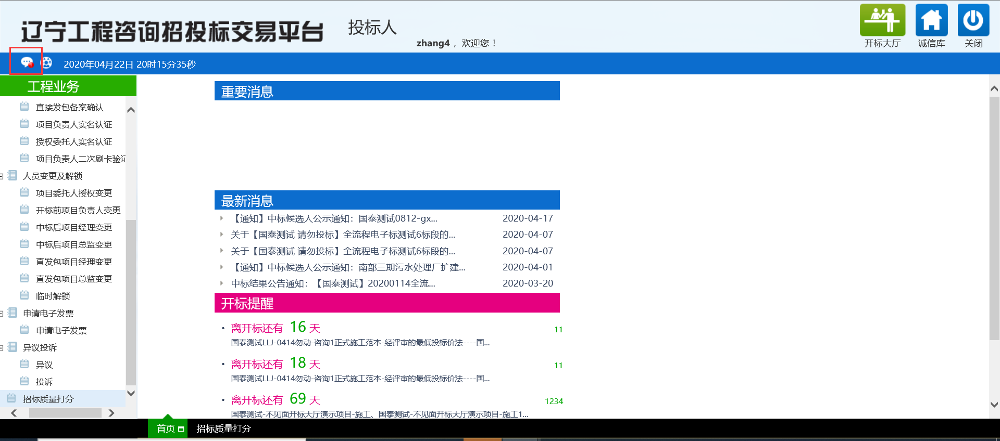 辽宁工程咨询招投标交易平台
投标人
zhang4 ，欢迎您！
开标大厅
诚信库
关闭
2020年04月22日 20时15分35秒
工程业务
直接发包备案确认
项目负责人实名认证
授权委托人实名认证
项目负责人二次刷卡验证
人员变更及解锁
项目委托人授权变更
开标前项目负责人变更
中标后项目经理变更
中标后项目总监变更
直发包项目经理变更
直发包项目总监变更
临时解锁
申请电子发票
申请电子发票
异议投诉
异议
投诉
招标质量打分
重要消息
最新消息
【通知】中标候选人公示通知：国泰测试0812-gx... 2020-04-17
关于【国泰测试 请勿投标】全流程电子标测试6标段的... 2020-04-07
关于【国泰测试 请勿投标】全流程电子标测试6标段的... 2020-04-07
【通知】中标候选人公示通知：南部三期污水处理厂扩建... 2020-04-01
中标结果公告通知：【国泰测试】20200114全流... 2020-03-20
开标提醒
离开标还有 16 天 11
国泰测试LLJ-0414勿动-咨询1正式施工范本-经评审的最低投标价法----国...
离开标还有 18 天 11
国泰测试LLJ-0414勿动-咨询1正式施工范本-经评审的最低投标价法----国...
离开标还有 69 天 1234
国泰测试-不见面开标大厅演示项目-施工、国泰测试-不见面开标大厅演示项目-施工1...
首页 招标质量打分